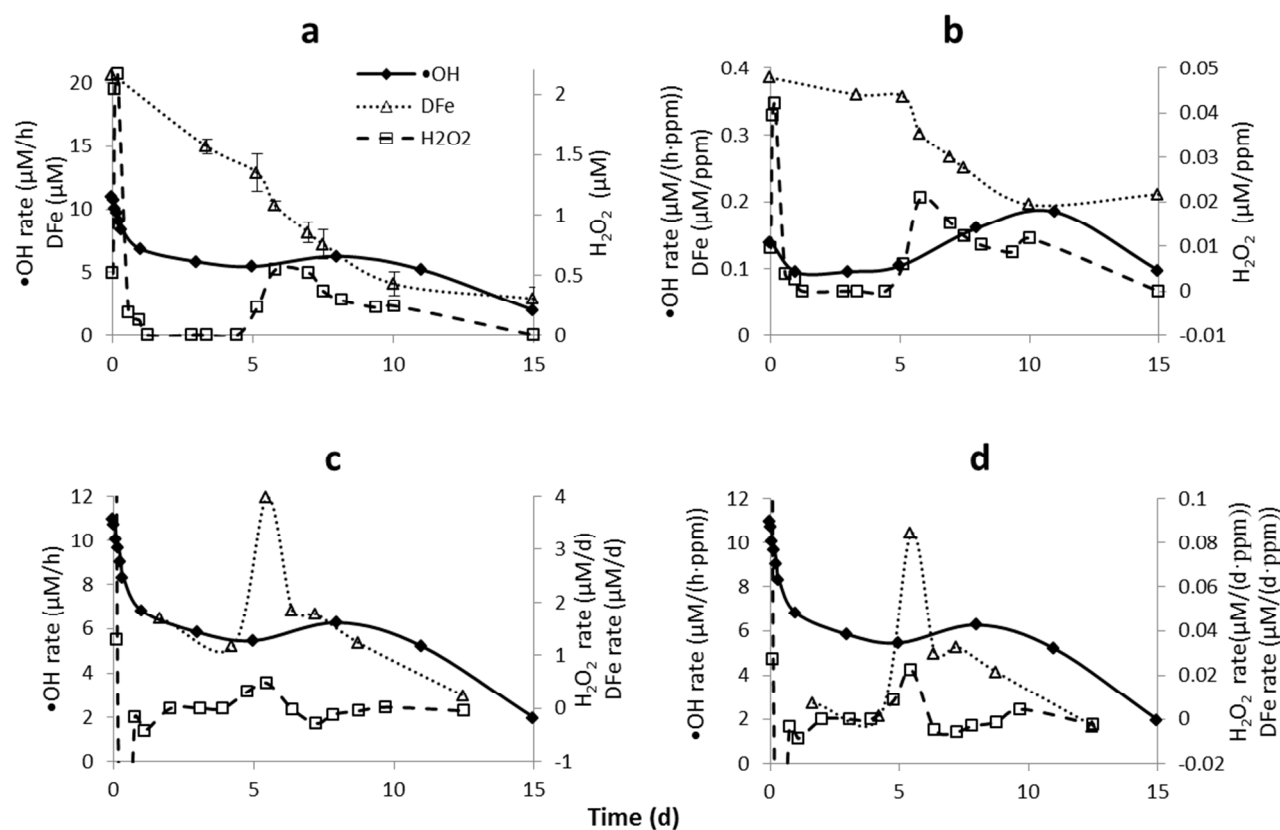 a
•OH rate (µM/h)
DFe (µM)
20
15
10
5
0
2
1.5
1
0.5
0
H₂O₂ (µM)
•OH
DFe
H2O2
0 5 10 15
b
•OH rate (µM/(h·ppm))
DFe (µM/ppm)
0.4
0.3
0.2
0.1
0
0.05
0.04
0.03
0.02
0.01
0
-0.01
H₂O₂ (µM/ppm)
0 5 10 15
c
•OH rate (µM/h)
12
10
8
6
4
2
0
4
3
2
1
0
-1
H₂O₂ rate (µM/d)
DFe rate (µM/d)
0 5 10 15
d
•OH rate (µM/(h·ppm))
12
10
8
6
4
2
0
0.1
0.08
0.06
0.04
0.02
0
-0.02
H₂O₂ rate(µM/(d·ppm))
DFe rate (µM/(d·ppm))
0 5 10 15
Time (d)